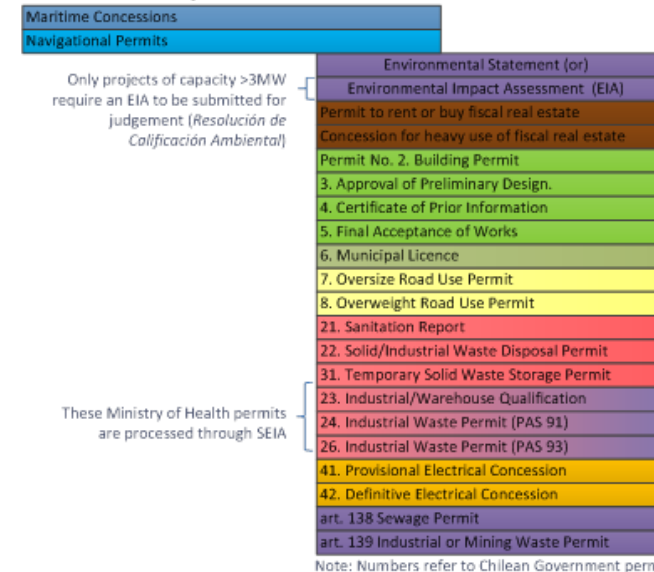 Maritime Concessions
Navigational Permits
Environmental Statement (or)
Environmental Impact Assessment (EIA)
Only projects of capacity >3MW
require an EIA to be submitted for
judgement (Resolución de
Calificación Ambiental)
Permit to rent or buy fiscal real estate
Concession for heavy use of fiscal real estate
Permit No. 2. Building Permit
3. Approval of Preliminary Design.
4. Certificate of Prior Information
5. Final Acceptance of Works
6. Municipal Licence
7. Oversize Road Use Permit
8. Overweight Road Use Permit
21. Sanitation Report
22. Solid/Industrial Waste Disposal Permit
31. Temporary Solid Waste Storage Permit
23. Industrial/Warehouse Qualification
24. Industrial Waste Permit (PAS 91)
26. Industrial Waste Permit (PAS 93)
These Ministry of Health permits
are processed through SEIA
41. Provisional Electrical Concession
42. Definitive Electrical Concession
art. 138 Sewage Permit
art. 139 Industrial or Mining Waste Permit
Note: Numbers refer to Chilean Government perm